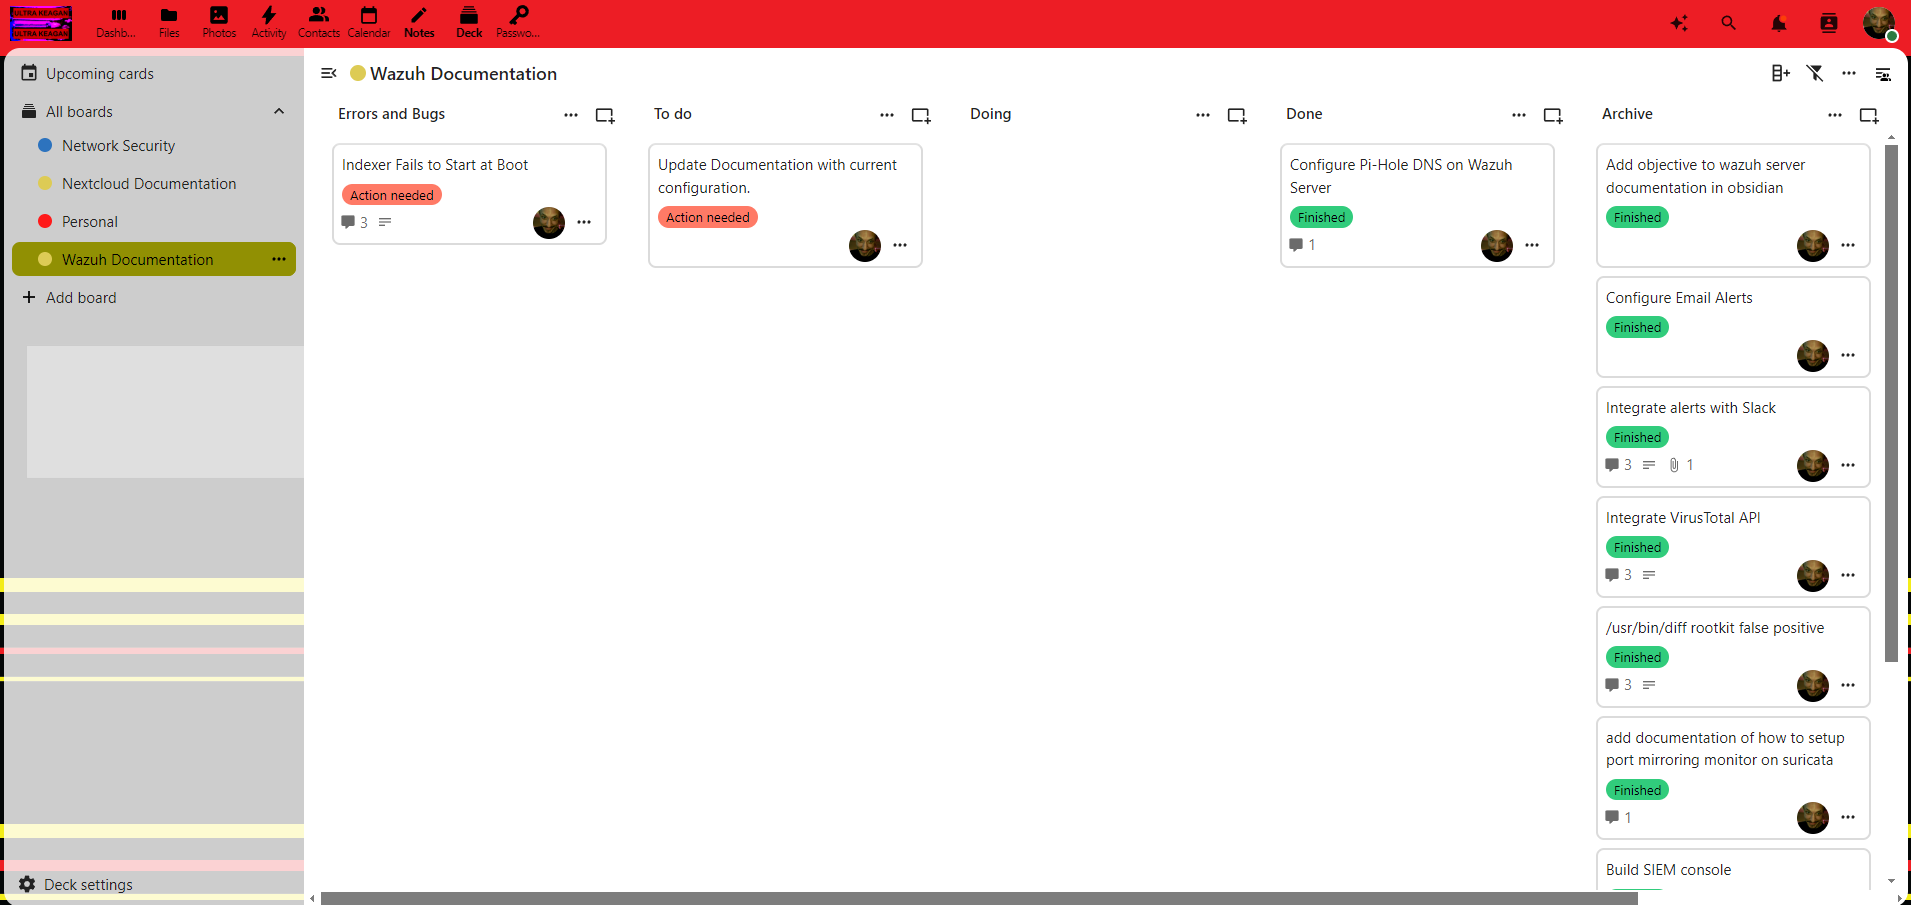 ULTRA REAGAN
ULTRA REAGAN
Dashb...
Files
Photos
Activity
Contacts
Calendar
Notes
Deck
Passwo...
Upcoming cards
All boards
Network Security
Nextcloud Documentation
Personal
Wazuh Documentation
Add board
Deck settings
Wazuh Documentation
Errors and Bugs
Indexer Fails to Start at Boot
Action needed
3
To do
Update Documentation with current
configuration.
Action needed
Doing
Done
Configure Pi-Hole DNS on Wazuh
Server
Finished
1
Archive
Add objective to wazuh server
documentation in obsidian
Finished
Configure Email Alerts
Finished
Integrate alerts with Slack
Finished
3 1
Integrate VirusTotal API
Finished
3
/usr/bin/diff rootkit false positive
Finished
3
add documentation of how to setup
port mirroring monitor on suricata
Finished
1
Build SIEM console